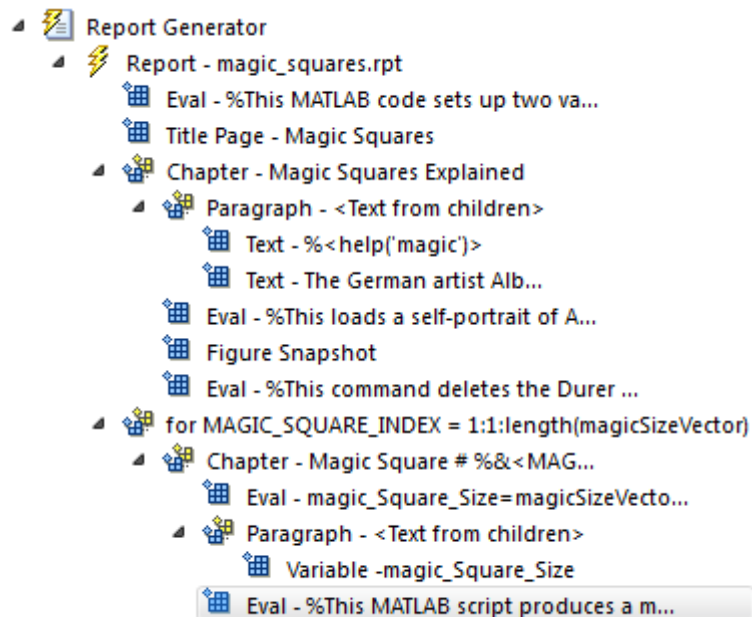 Report Generator
Report - magic_squares.rpt
Eval - %This MATLAB code sets up two va...
Title Page - Magic Squares
Chapter - Magic Squares Explained
Paragraph - <Text from children>
Text - %<help('magic')>
Text - The German artist Alb...
Eval - %This loads a self-portrait of A...
Figure Snapshot
Eval - %This command deletes the Durer ...
for MAGIC_SQUARE_INDEX = 1:1:length(magicSizeVector)
Chapter - Magic Square # %&<MAG...
Eval - magic_Square_Size=magicSizeVecto...
Paragraph - <Text from children>
Variable -magic_Square_Size
Eval - %This MATLAB script produces a m...